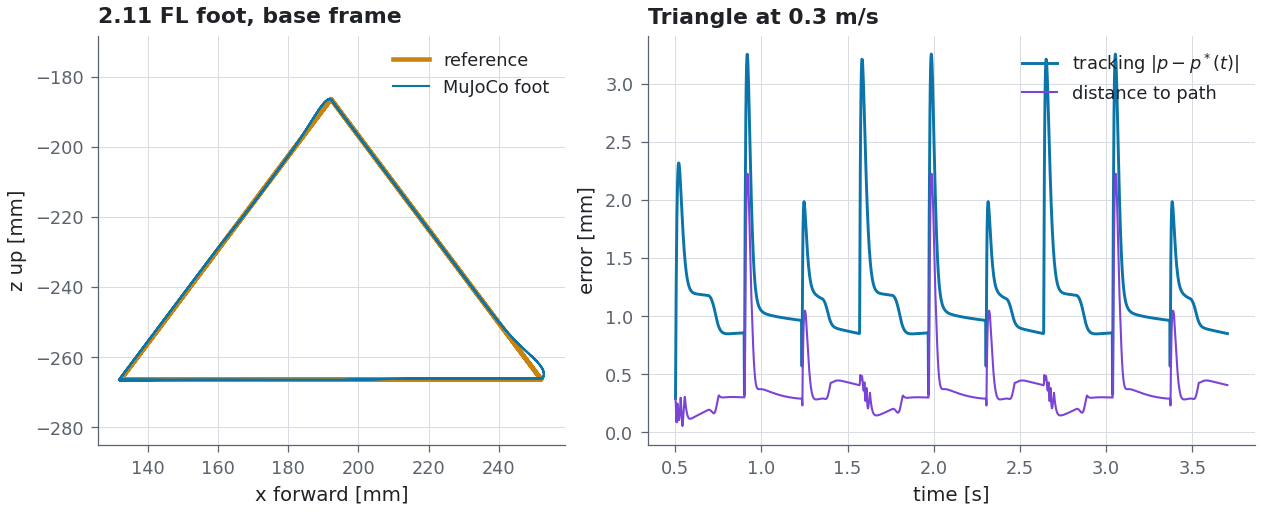 2.11 FL foot, base frame
reference
MuJoCo foot
−180
−200
−220
−240
−260
−280
z up [mm]
140 160 180 200 220 240
x forward [mm]
Triangle at 0.3 m/s
tracking |p − p*(t)|
distance to path
3.0
2.5
2.0
1.5
1.0
0.5
0.0
error [mm]
0.5 1.0 1.5 2.0 2.5 3.0 3.5
time [s]